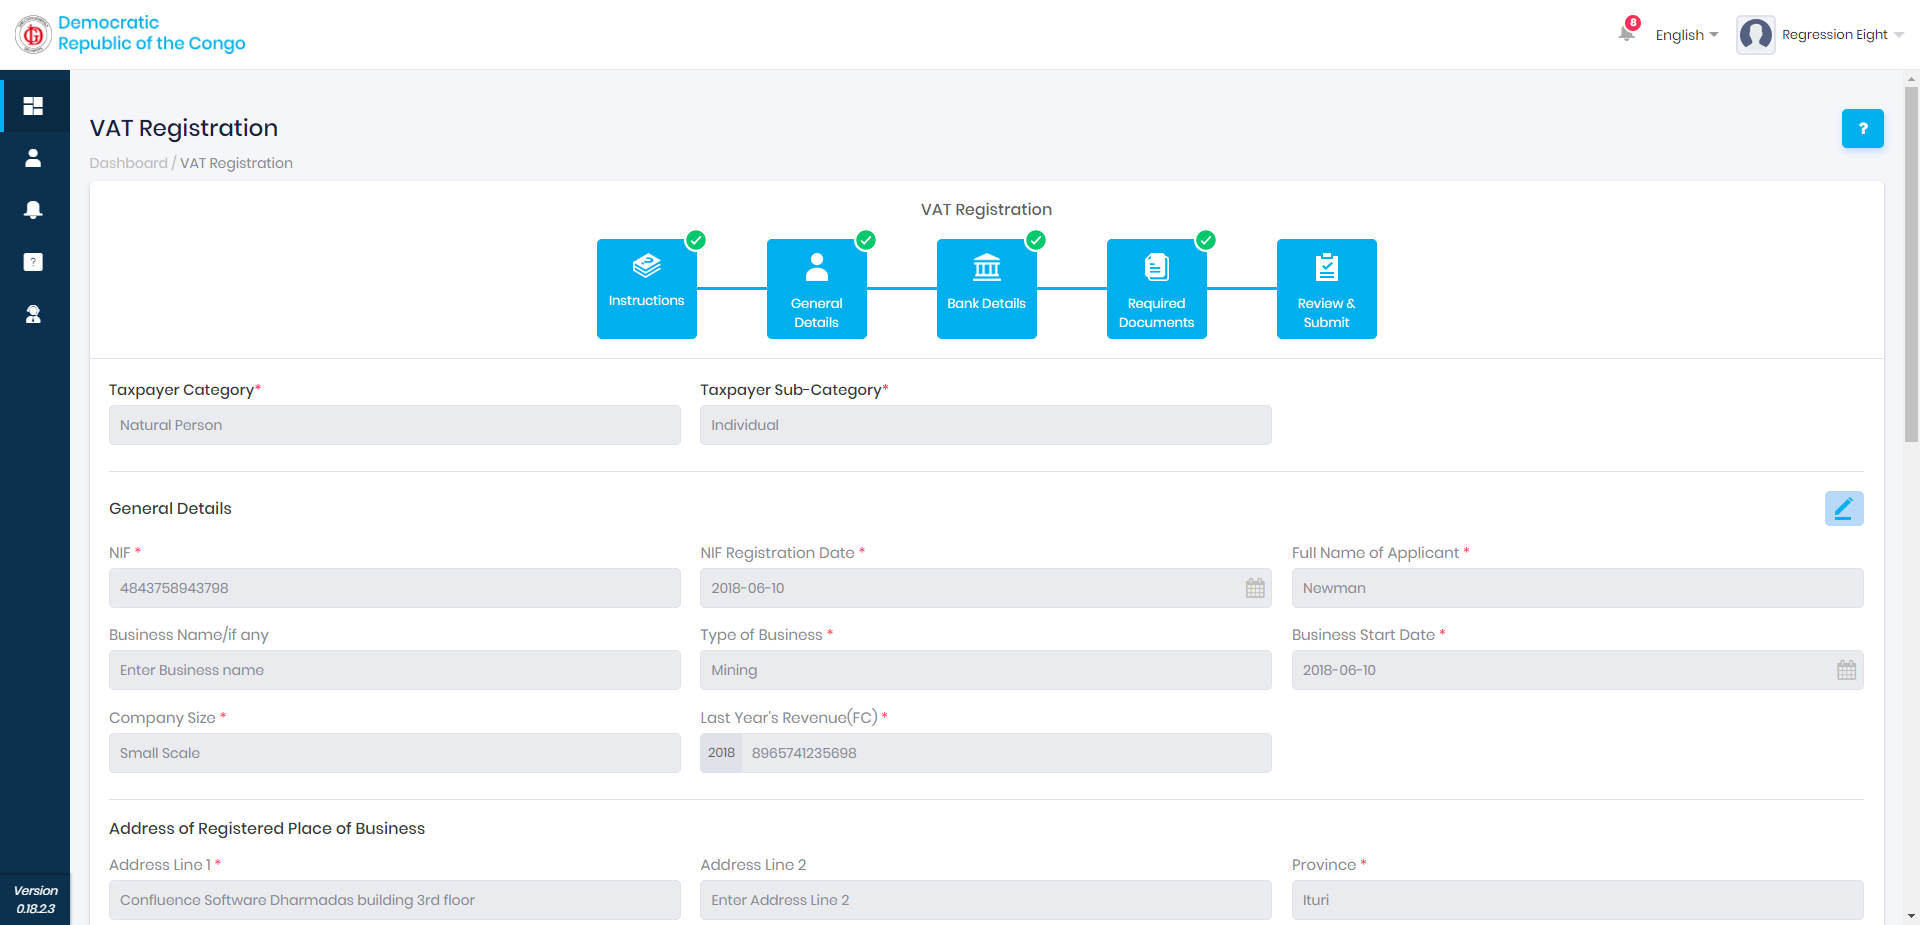 Democratic
Republic of the Congo
8
English
Regression Eight
VAT Registration
?
Dashboard / VAT Registration
VAT Registration
Instructions
General
Details
Bank Details
Required
Documents
Review &
Submit
Taxpayer Category*
Taxpayer Sub-Category*
Natural Person
Individual
General Details
NIF *
NIF Registration Date *
Full Name of Applicant *
4843758943798
2018-06-10
Newman
Business Name/if any
Type of Business *
Business Start Date *
Enter Business name
Mining
2018-06-10
Company Size *
Last Year's Revenue(FC) *
Small Scale
2018 8965741235698
Address of Registered Place of Business
Address Line 1 *
Address Line 2
Province *
Confluence Software Dharmadas building 3rd floor
Enter Address Line 2
Ituri
Version
0.18.2.3